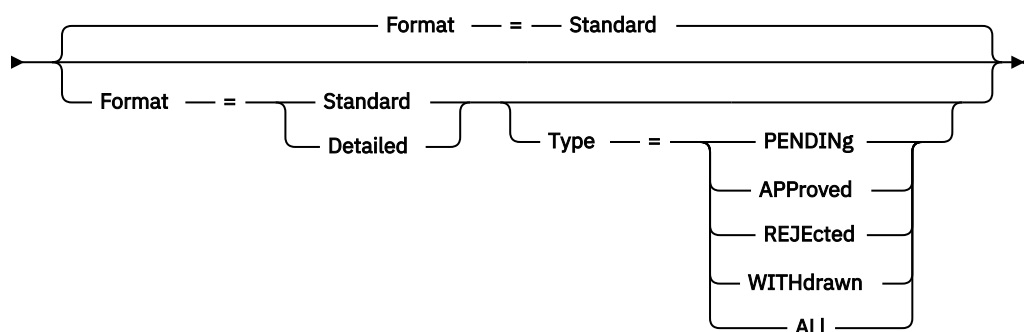 Format = Standard
Format = Standard
Detailed
Type = PENDINg
APProved
REJEcted
WITHdrawn
ALl